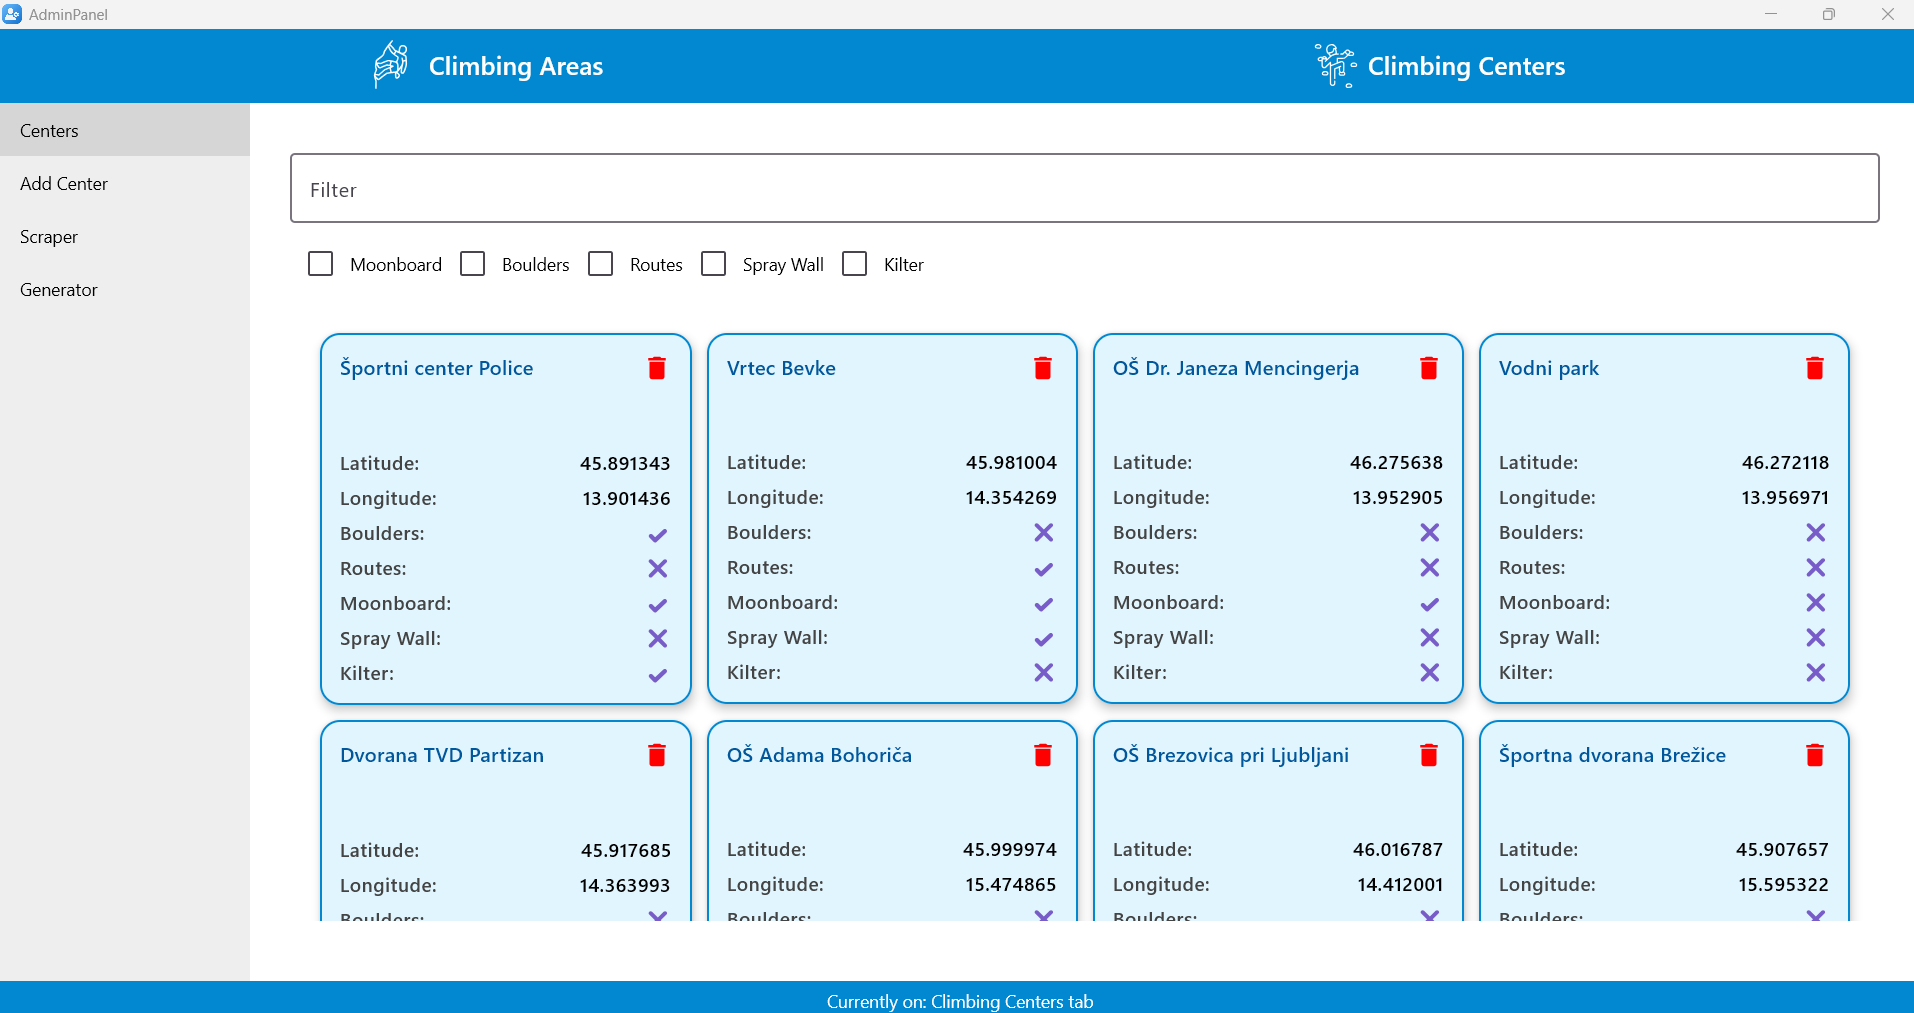 AdminPanel
Climbing Areas
Climbing Centers
Centers
Add Center
Scraper
Generator
Filter
Moonboard
Boulders
Routes
Spray Wall
Kilter
Športni center Police
Latitude: 45.891343
Longitude: 13.901436
Boulders:
Routes:
Moonboard:
Spray Wall:
Kilter:
Vrtec Bevke
Latitude: 45.981004
Longitude: 14.354269
Boulders:
Routes:
Moonboard:
Spray Wall:
Kilter:
OŠ Dr. Janeza Mencingerja
Latitude: 46.275638
Longitude: 13.952905
Boulders:
Routes:
Moonboard:
Spray Wall:
Kilter:
Vodni park
Latitude: 46.272118
Longitude: 13.956971
Boulders:
Routes:
Moonboard:
Spray Wall:
Kilter:
Dvorana TVD Partizan
Latitude: 45.917685
Longitude: 14.363993
Boulders:
OŠ Adama Bohoriča
Latitude: 45.999974
Longitude: 15.474865
Boulders:
OŠ Brezovica pri Ljubljani
Latitude: 46.016787
Longitude: 14.412001
Boulders:
Športna dvorana Brežice
Latitude: 45.907657
Longitude: 15.595322
Boulders:
Currently on: Climbing Centers tab